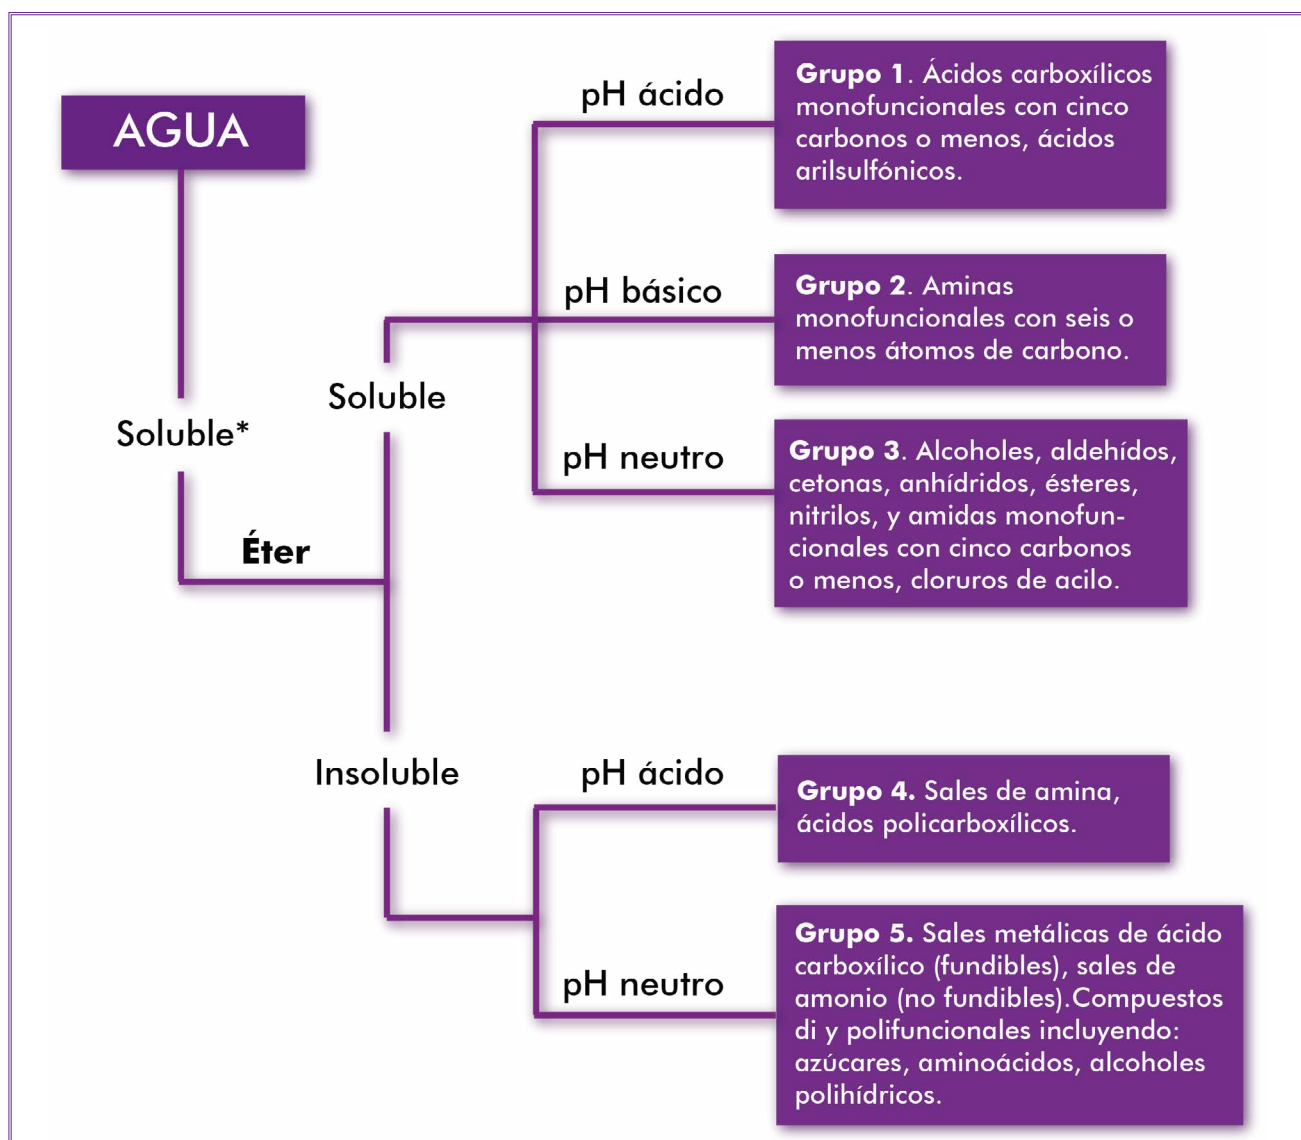 AGUA
Soluble*
Éter
Soluble
pH ácido
Grupo 1. Ácidos carboxílicos
monofuncionales con cinco
carbonos o menos, ácidos
arilsulfónicos.
pH básico
Grupo 2. Aminas
monofuncionales con seis o
menos átomos de carbono.
pH neutro
Grupo 3. Alcoholes, aldehídos,
cetonas, anhídridos, ésteres,
nitrilos, y amidas monofun-
cionales con cinco carbonos
o menos, cloruros de acilo.
Insoluble
pH ácido
Grupo 4. Sales de amina,
ácidos policarboxílicos.
pH neutro
Grupo 5. Sales metálicas de ácido
carboxílico (fundibles), sales de
amonio (no fundibles).Compuestos
di y polifuncionales incluyendo:
azúcares, aminoácidos, alcoholes
polihídricos.